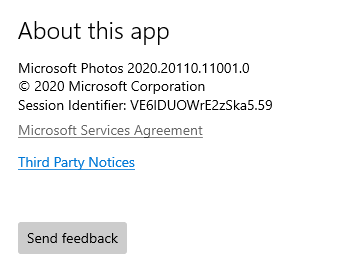 About this app
Microsoft Photos 2020.20110.11001.0
© 2020 Microsoft Corporation
Session Identifier: VE6IDUOWrE2zSka5.59
Microsoft Services Agreement
Third Party Notices
Send feedback